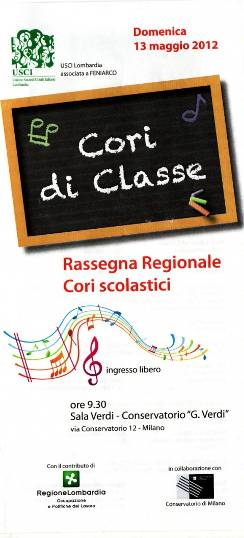 Domenica
13 maggio 2012
USCI
USCI Lombardia
associata a FENIARCO
Cori
di Classe
Rassegna Regionale
Cori scolastici
ingresso libero
ore 9.30
Sala Verdi - Conservatorio "G. Verdi"
via Conservatorio 12 - Milano
Con il contributo di
RegioneLombardia
Occupazione
e Politiche del Lavoro
In collaborazione con
Conservatorio di Milano